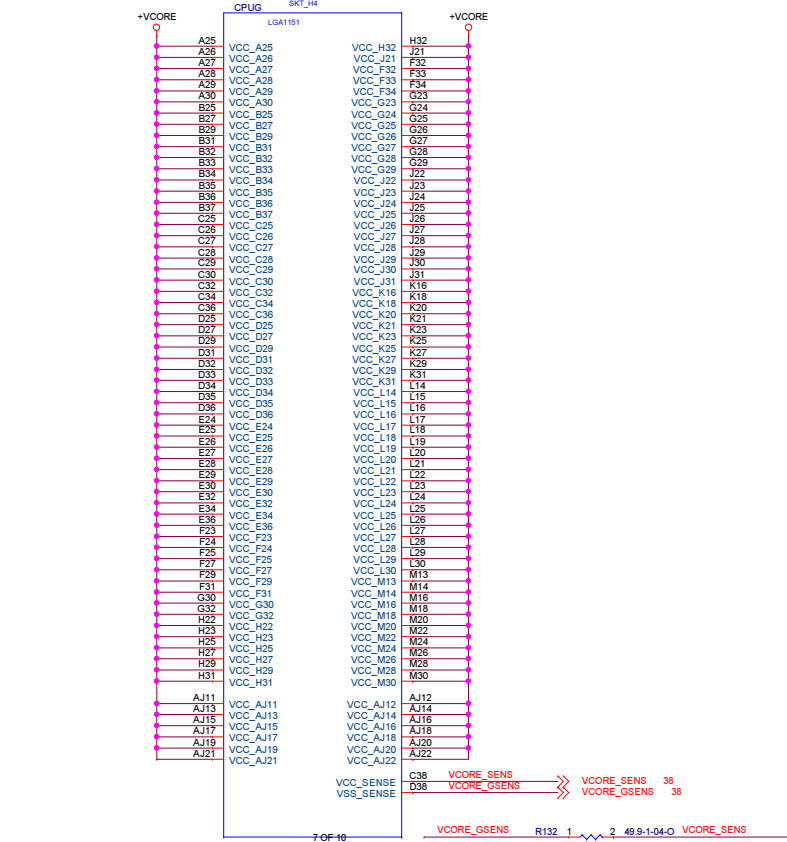 SKT_H4
+VCORE CPUG +VCORE
LGA1151
A25 VCC_A25 VCC_H32 H32
A26 VCC_A26 VCC_J21 J21
A27 VCC_A27 VCC_F32 F32
A28 VCC_A28 VCC_F33 F33
A29 VCC_A29 VCC_F34 F34
A30 VCC_A30 VCC_G23 G23
B25 VCC_B25 VCC_G24 G24
B27 VCC_B27 VCC_G25 G25
B29 VCC_B29 VCC_G26 G26
B31 VCC_B31 VCC_G27 G27
B32 VCC_B32 VCC_G28 G28
B33 VCC_B33 VCC_G29 G29
B34 VCC_B34 VCC_J22 J22
B35 VCC_B35 VCC_J23 J23
B36 VCC_B36 VCC_J24 J24
B37 VCC_B37 VCC_J25 J25
C25 VCC_C25 VCC_J26 J26
C26 VCC_C26 VCC_J27 J27
C27 VCC_C27 VCC_J28 J28
C28 VCC_C28 VCC_J29 J29
C29 VCC_C29 VCC_J30 J30
C30 VCC_C30 VCC_J31 J31
C32 VCC_C32 VCC_K16 K16
C34 VCC_C34 VCC_K18 K18
C36 VCC_C36 VCC_K20 K20
D25 VCC_D25 VCC_K21 K21
D27 VCC_D27 VCC_K23 K23
D29 VCC_D29 VCC_K25 K25
D31 VCC_D31 VCC_K27 K27
D32 VCC_D32 VCC_K29 K29
D33 VCC_D33 VCC_K31 K31
D34 VCC_D34 VCC_L14 L14
D35 VCC_D35 VCC_L15 L15
D36 VCC_D36 VCC_L16 L16
E24 VCC_E24 VCC_L17 L17
E25 VCC_E25 VCC_L18 L18
E26 VCC_E26 VCC_L19 L19
E27 VCC_E27 VCC_L20 L20
E28 VCC_E28 VCC_L21 L21
E29 VCC_E29 VCC_L22 L22
E30 VCC_E30 VCC_L23 L23
E32 VCC_E32 VCC_L24 L24
E34 VCC_E34 VCC_L25 L25
E36 VCC_E36 VCC_L26 L26
F23 VCC_F23 VCC_L27 L27
F24 VCC_F24 VCC_L28 L28
F25 VCC_F25 VCC_L29 L29
F27 VCC_F27 VCC_L30 L30
F29 VCC_F29 VCC_M13 M13
F31 VCC_F31 VCC_M14 M14
G30 VCC_G30 VCC_M16 M16
G32 VCC_G32 VCC_M18 M18
H22 VCC_H22 VCC_M20 M20
H23 VCC_H23 VCC_M22 M22
H25 VCC_H25 VCC_M24 M24
H27 VCC_H27 VCC_M26 M26
H29 VCC_H29 VCC_M28 M28
H31 VCC_H31 VCC_M30 M30
AJ11 VCC_AJ11 VCC_AJ12 AJ12
AJ13 VCC_AJ13 VCC_AJ14 AJ14
AJ15 VCC_AJ15 VCC_AJ16 AJ16
AJ17 VCC_AJ17 VCC_AJ18 AJ18
AJ19 VCC_AJ19 VCC_AJ20 AJ20
AJ21 VCC_AJ21 VCC_AJ22 AJ22
VCC_SENSE C38 VCORE_SENS VCORE_SENS 38
VSS_SENSE D38 VCORE_GSENS VCORE_GSENS 38
7 OF 10
VCORE_GSENS R132 1 2 49.9-1-04-O VCORE_SENS